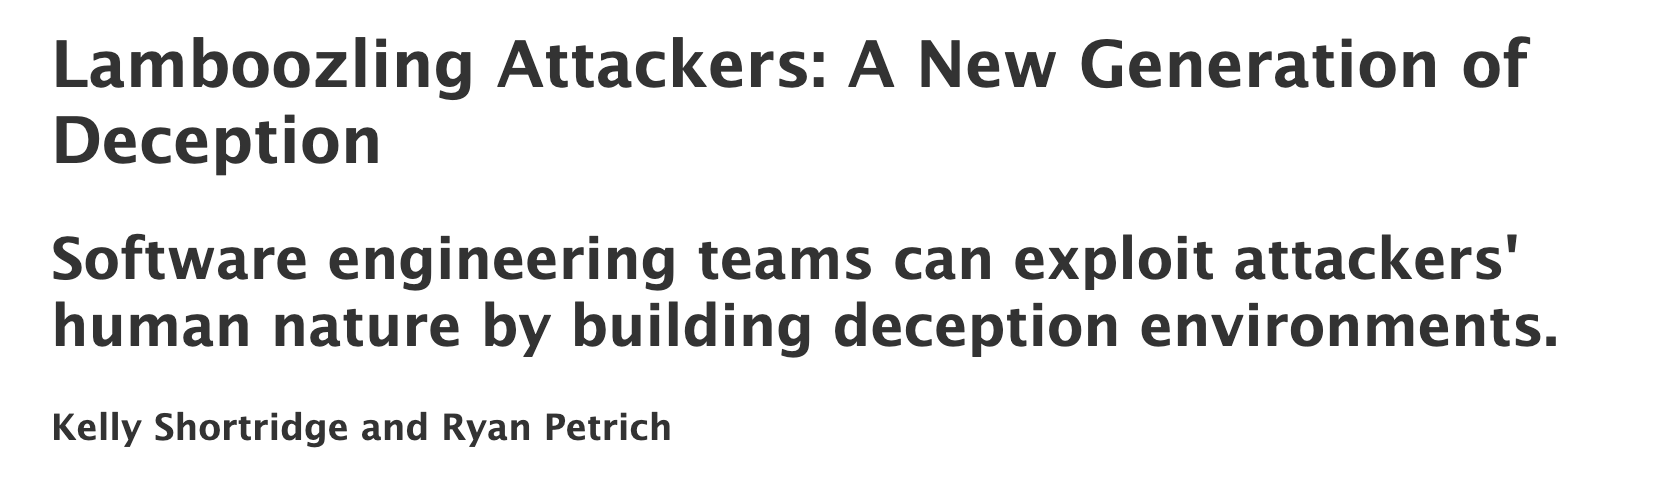 Lamboozling Attackers: A New Generation of
Deception
Software engineering teams can exploit attackers'
human nature by building deception environments.
Kelly Shortridge and Ryan Petrich